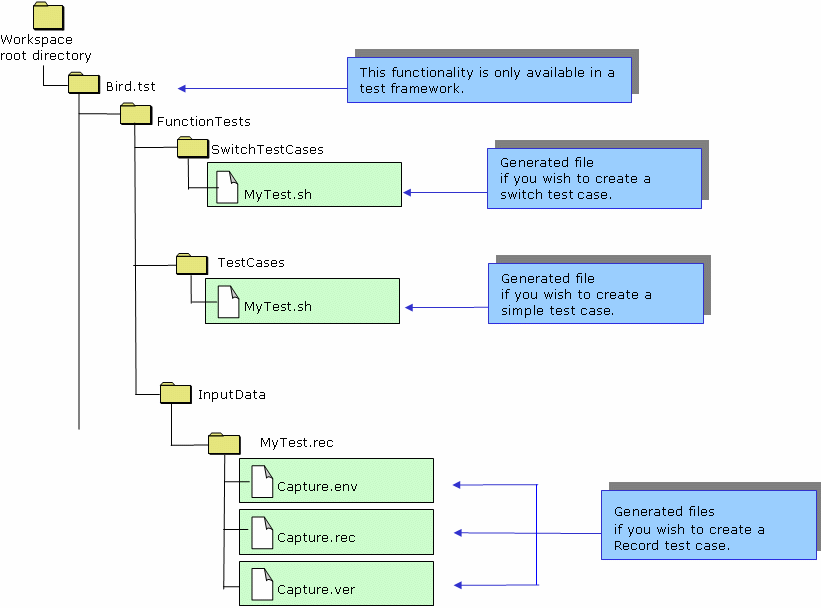 Workspace
root directory
Bird.tst
This functionality is only available in a
test framework.
FunctionTests
SwitchTestCases
MyTest.sh
Generated file
if you wish to create a
switch test case.
TestCases
MyTest.sh
Generated file
if you wish to create a
simple test case.
InputData
MyTest.rec
Capture.env
Capture.rec
Capture.ver
Generated files
if you wish to create a
Record test case.